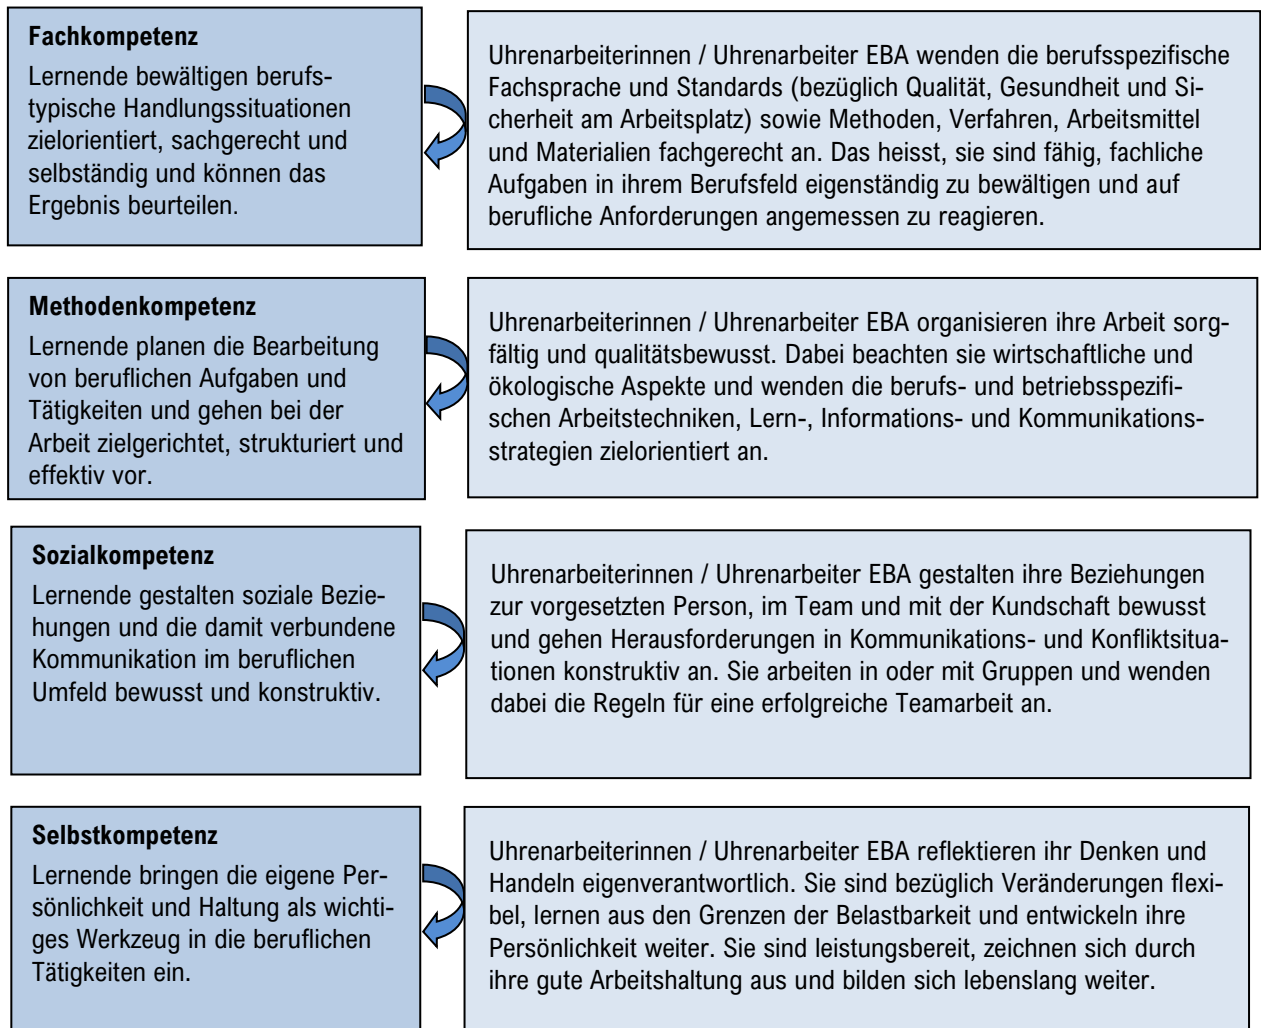 Fachkompetenz
Lernende bewältigen berufs-
typische Handlungssituationen
zielorientiert, sachgerecht und
selbständig und können das
Ergebnis beurteilen.
Uhrenarbeiterinnen / Uhrenarbeiter EBA wenden die berufsspezifische
Fachsprache und Standards (bezüglich Qualität, Gesundheit und Si-
cherheit am Arbeitsplatz) sowie Methoden, Verfahren, Arbeitsmittel
und Materialien fachgerecht an. Das heisst, sie sind fähig, fachliche
Aufgaben in ihrem Berufsfeld eigenständig zu bewältigen und auf
berufliche Anforderungen angemessen zu reagieren.
Methodenkompetenz
Lernende planen die Bearbeitung
von beruflichen Aufgaben und
Tätigkeiten und gehen bei der
Arbeit zielgerichtet, strukturiert und
effektiv vor.
Uhrenarbeiterinnen / Uhrenarbeiter EBA organisieren ihre Arbeit sorg-
fältig und qualitätsbewusst. Dabei beachten sie wirtschaftliche und
ökologische Aspekte und wenden die berufs- und betriebsspezifi-
schen Arbeitstechniken, Lern-, Informations- und Kommunikations-
strategien zielorientiert an.
Sozialkompetenz
Lernende gestalten soziale Bezie-
hungen und die damit verbundene
Kommunikation im beruflichen
Umfeld bewusst und konstruktiv.
Uhrenarbeiterinnen / Uhrenarbeiter EBA gestalten ihre Beziehungen
zur vorgesetzten Person, im Team und mit der Kundschaft bewusst
und gehen Herausforderungen in Kommunikations- und Konfliktsitua-
tionen konstruktiv an. Sie arbeiten in oder mit Gruppen und wenden
dabei die Regeln für eine erfolgreiche Teamarbeit an.
Selbstkompetenz
Lernende bringen die eigene Per-
sönlichkeit und Haltung als wichti-
ges Werkzeug in die beruflichen
Tätigkeiten ein.
Uhrenarbeiterinnen / Uhrenarbeiter EBA reflektieren ihr Denken und
Handeln eigenverantwortlich. Sie sind bezüglich Veränderungen flexi-
bel, lernen aus den Grenzen der Belastbarkeit und entwickeln ihre
Persönlichkeit weiter. Sie sind leistungsbereit, zeichnen sich durch
ihre gute Arbeitshaltung aus und bilden sich lebenslang weiter.